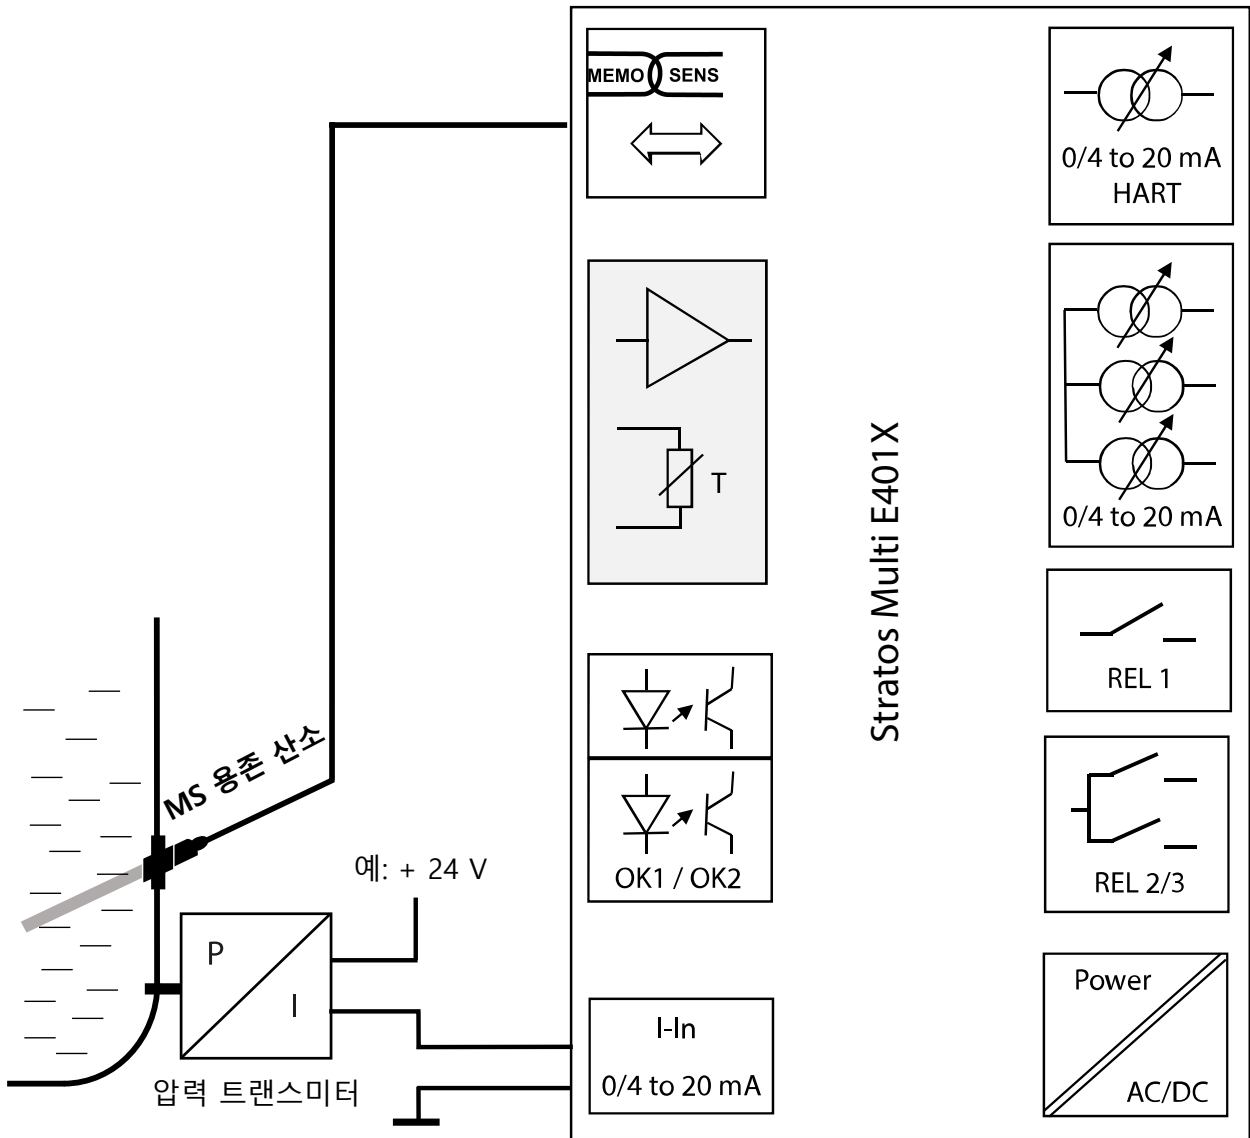 MEMO SENS
0/4 to 20 mA
HART
T
Stratos Multi E401X
0/4 to 20 mA
REL 1
MS 용존 산소
OK1 / OK2
REL 2/3
예: + 24 V
P
I
압력 트랜스미터
I-In
0/4 to 20 mA
Power
AC/DC